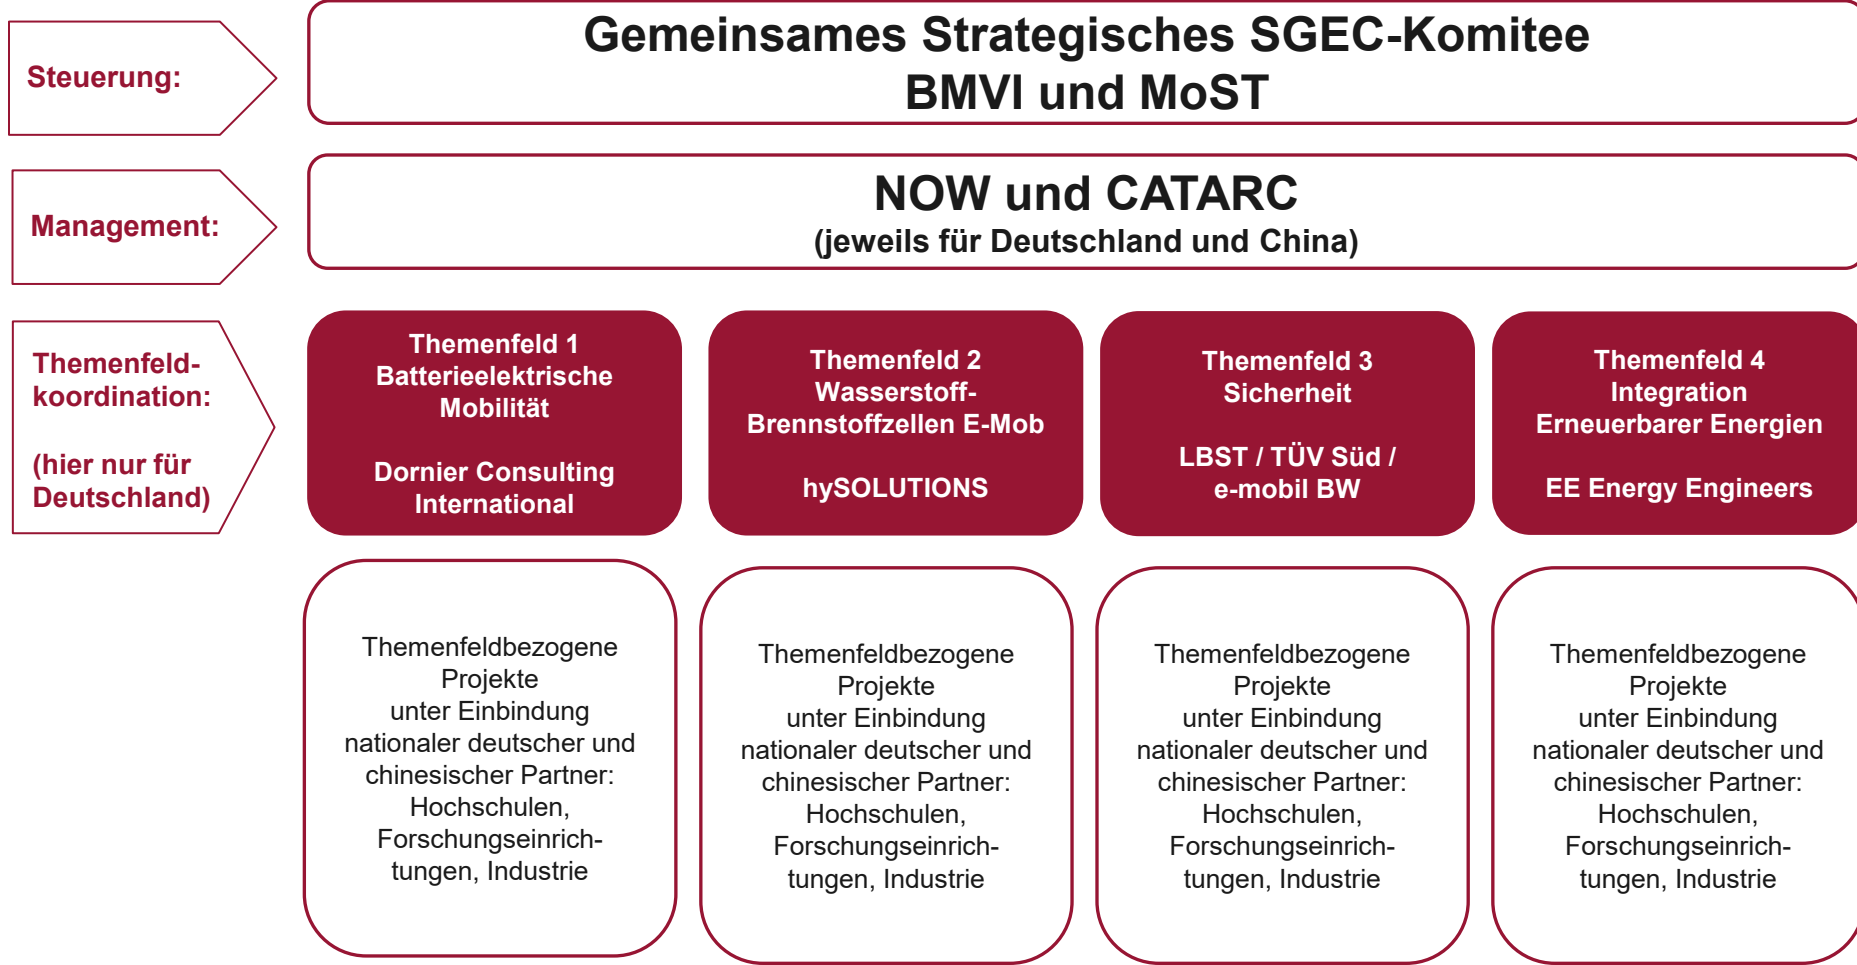 Steuerung:
Gemeinsames Strategisches SGEC-Komitee
BMVI und MoST
Management:
NOW und CATARC
(jeweils für Deutschland und China)
Themenfeld-
koordination:
(hier nur für
Deutschland)
Themenfeld 1
Batterieelektrische
Mobilität
Dornier Consulting
International
Themenfeld 2
Wasserstoff-
Brennstoffzellen E-Mob
hySOLUTIONS
Themenfeld 3
Sicherheit
LBST / TÜV Süd /
e-mobil BW
Themenfeld 4
Integration
Erneuerbarer Energien
EE Energy Engineers
Themenfeldbezogene
Projekte
unter Einbindung
nationaler deutscher und
chinesischer Partner:
Hochschulen,
Forschungseinrich-
tungen, Industrie
Themenfeldbezogene
Projekte
unter Einbindung
nationaler deutscher und
chinesischer Partner:
Hochschulen,
Forschungseinrich-
tungen, Industrie
Themenfeldbezogene
Projekte
unter Einbindung
nationaler deutscher und
chinesischer Partner:
Hochschulen,
Forschungseinrich-
tungen, Industrie
Themenfeldbezogene
Projekte
unter Einbindung
nationaler deutscher und
chinesischer Partner:
Hochschulen,
Forschungseinrich-
tungen, Industrie